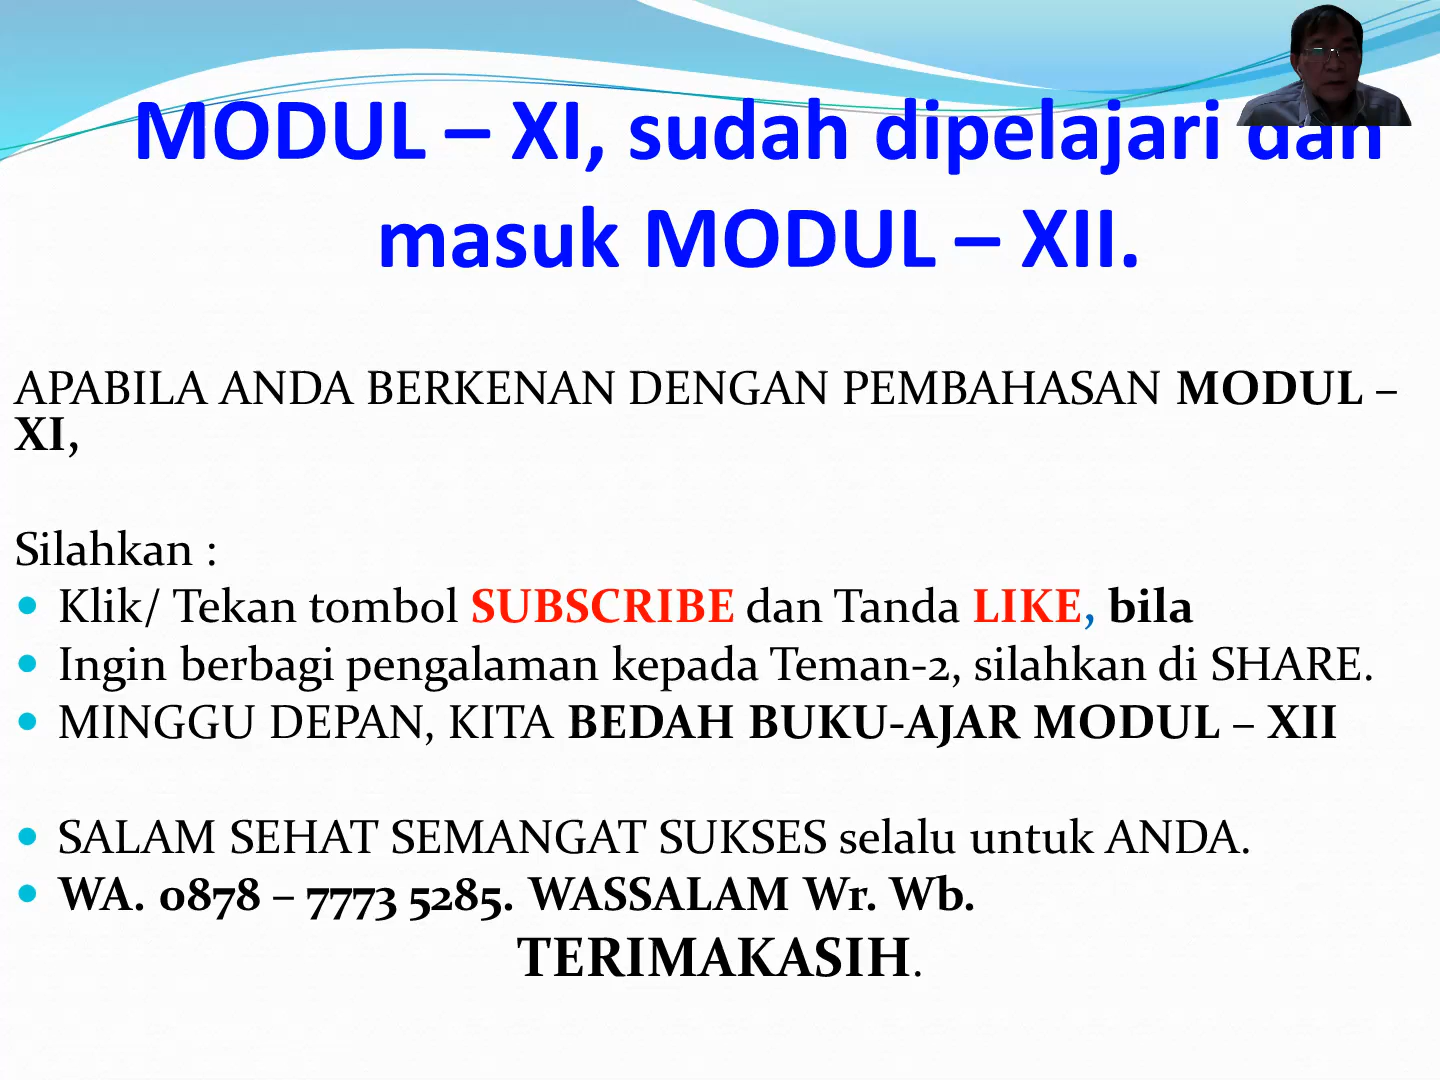 MODUL – XI, sudah dipelajari dan
masuk MODUL – XII.
APABILA ANDA BERKENAN DENGAN PEMBAHASAN MODUL –
XI,
Silahkan :
• Klik/ Tekan tombol SUBSCRIBE dan Tanda LIKE, bila
• Ingin berbagi pengalaman kepada Teman-2, silahkan di SHARE.
• MINGGU DEPAN, KITA BEDAH BUKU-AJAR MODUL – XII
• SALAM SEHAT SEMANGAT SUKSES selalu untuk ANDA.
• WA. 0878 – 7773 5285. WASSALAM Wr. Wb.
TERIMAKASIH.